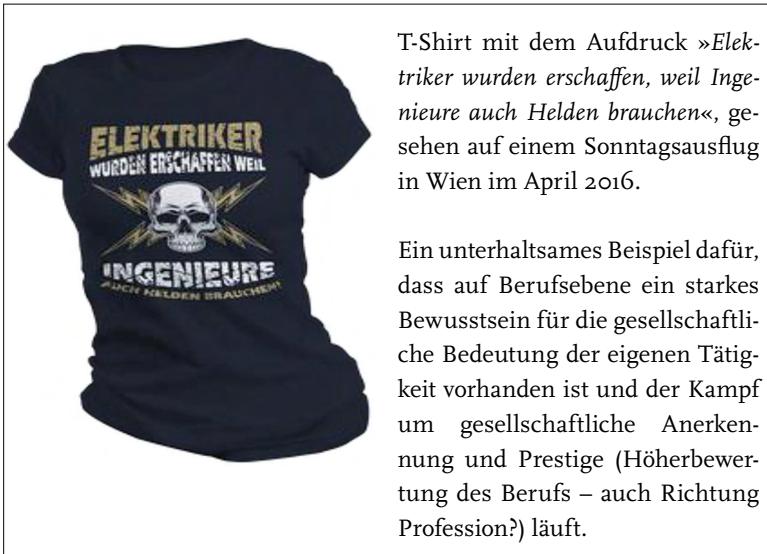 ELEKTRIKER
WURDEN ERSCHAFFEN WEIL
INGENIEURE
AUCH HELDEN BRAUCHEN!
T-Shirt mit dem Aufdruck »Elek-
triker wurden erschaffen, weil Inge-
nieure auch Helden brauchen«, ge-
sehen auf einem Sonntagsausflug
in Wien im April 2016.
Ein unterhaltsames Beispiel dafür,
dass auf Berufsebene ein starkes
Bewusstsein für die gesellschaftli-
che Bedeutung der eigenen Tätig-
keit vorhanden ist und der Kampf
um gesellschaftliche Anerken-
nung und Prestige (Höherbewer-
tung des Berufs – auch Richtung
Profession?) läuft.